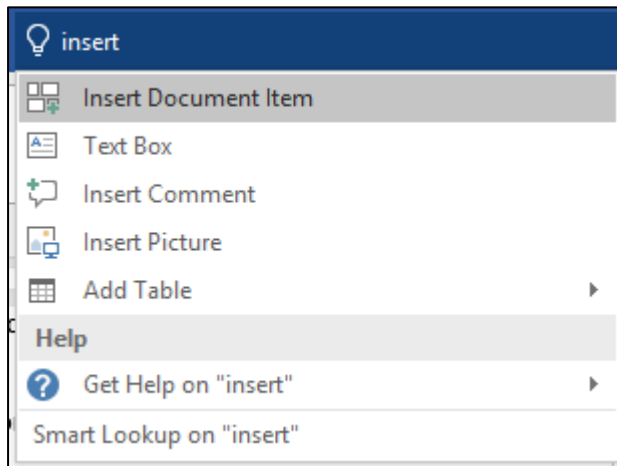 insert
Insert Document Item
Text Box
Insert Comment
Insert Picture
Add Table
Help
Get Help on "insert"
Smart Lookup on "insert"